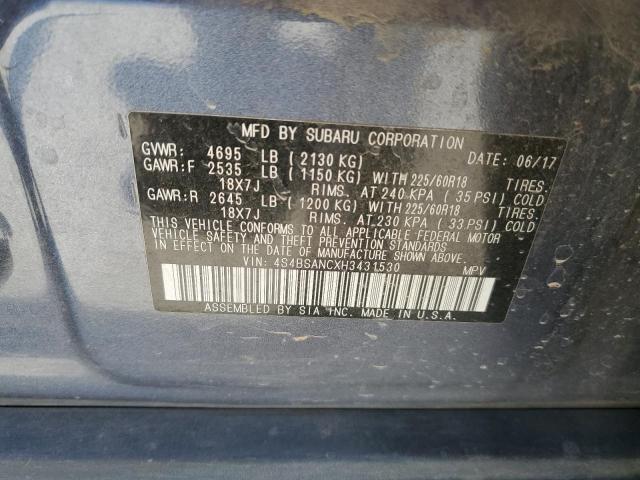 MFD BY SUBARU CORPORATION
GVWR: 4695 LB ( 2130 KG) DATE: 06/17
GAWR:F 2535 LB ( 1150 KG) WITH 225/60R18 TIRES.
18X7J RIMS. AT 240 KPA ( 35 PSI) COLD
GAWR:R 2645 LB ( 1200 KG) WITH 225/60R18 TIRES.
18X7J RIMS. AT 230 KPA ( 33 PSI) COLD
THIS VEHICLE CONFORMS TO ALL APPLICABLE FEDERAL MOTOR
VEHICLE SAFETY AND THEFT PREVENTION STANDARDS
IN EFFECT ON THE DATE OF MANUFACTURE SHOWN ABOVE.
VIN: 4S4BSANCXH3431530 MPV
ASSEMBLED BY SIA INC. MADE IN U.S.A.